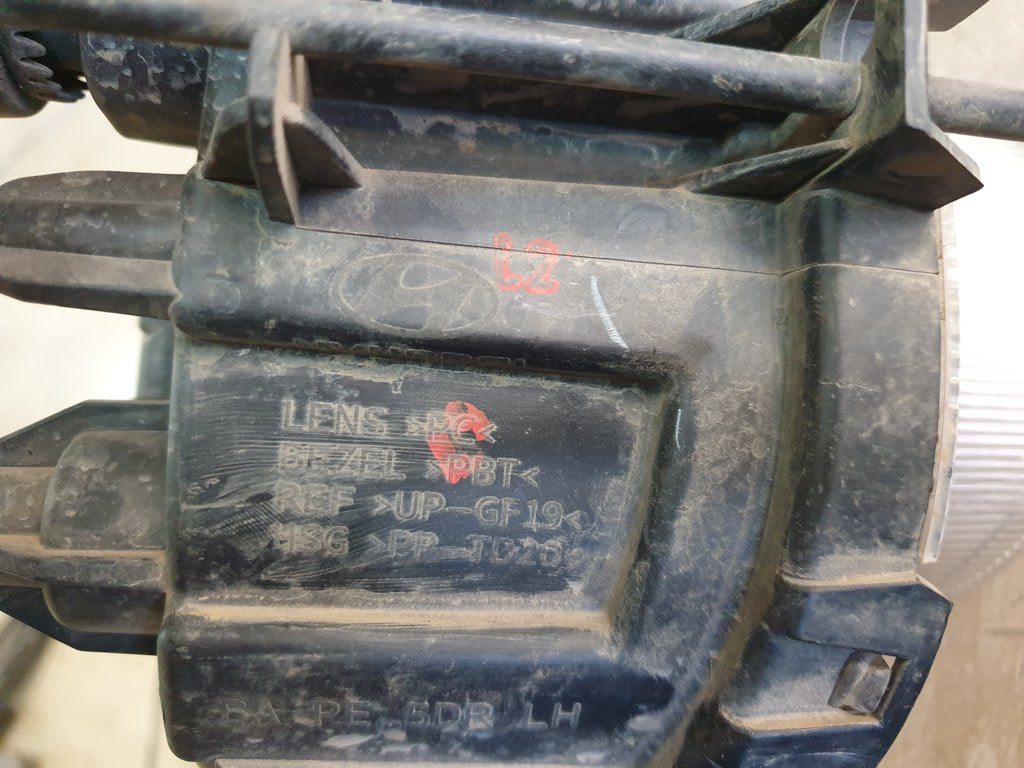 L2
LENS >PC<
BEZEL >PBT<
REF >UP-GF19<
HSG >PP-TD20
BA PE 5DR LH